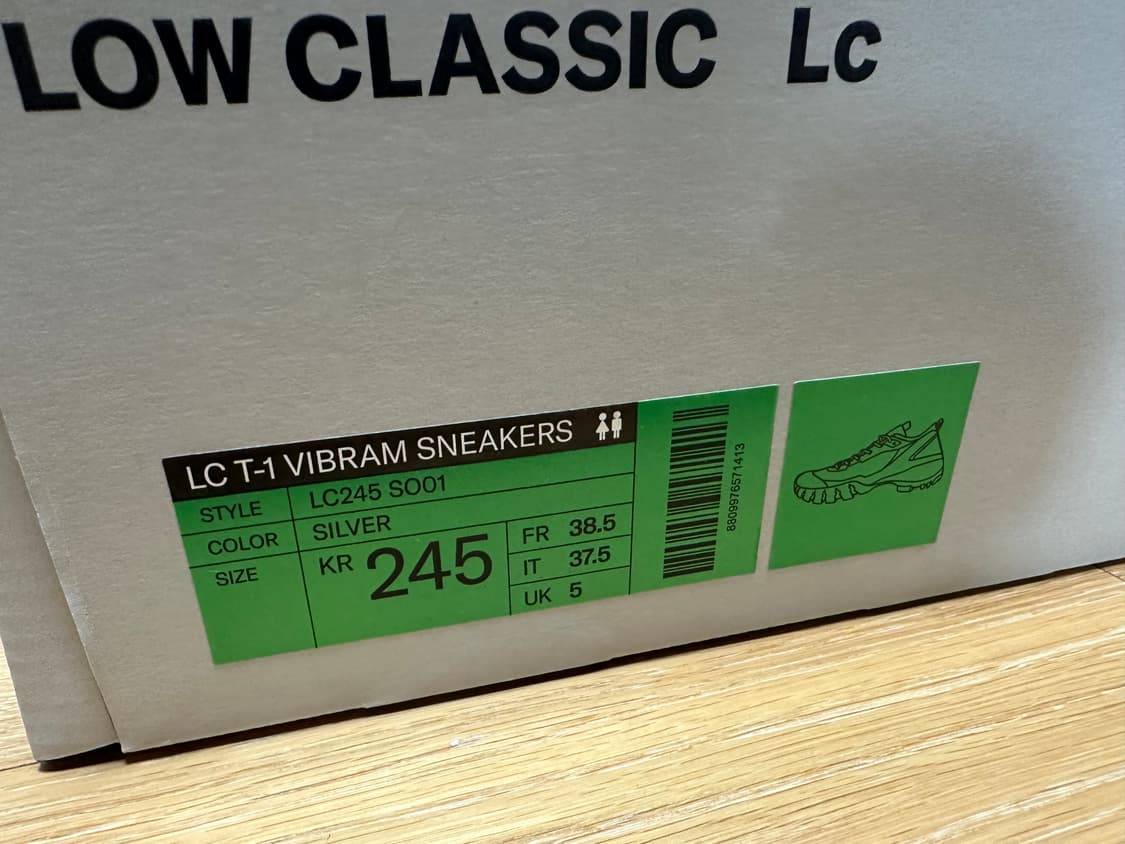 LOW CLASSIC Lc
LC T-1 VIBRAM SNEAKERS
STYLE LC245 SO01
COLOR SILVER
SIZE KR 245
FR 38.5
IT 37.5
UK 5
8809976571413